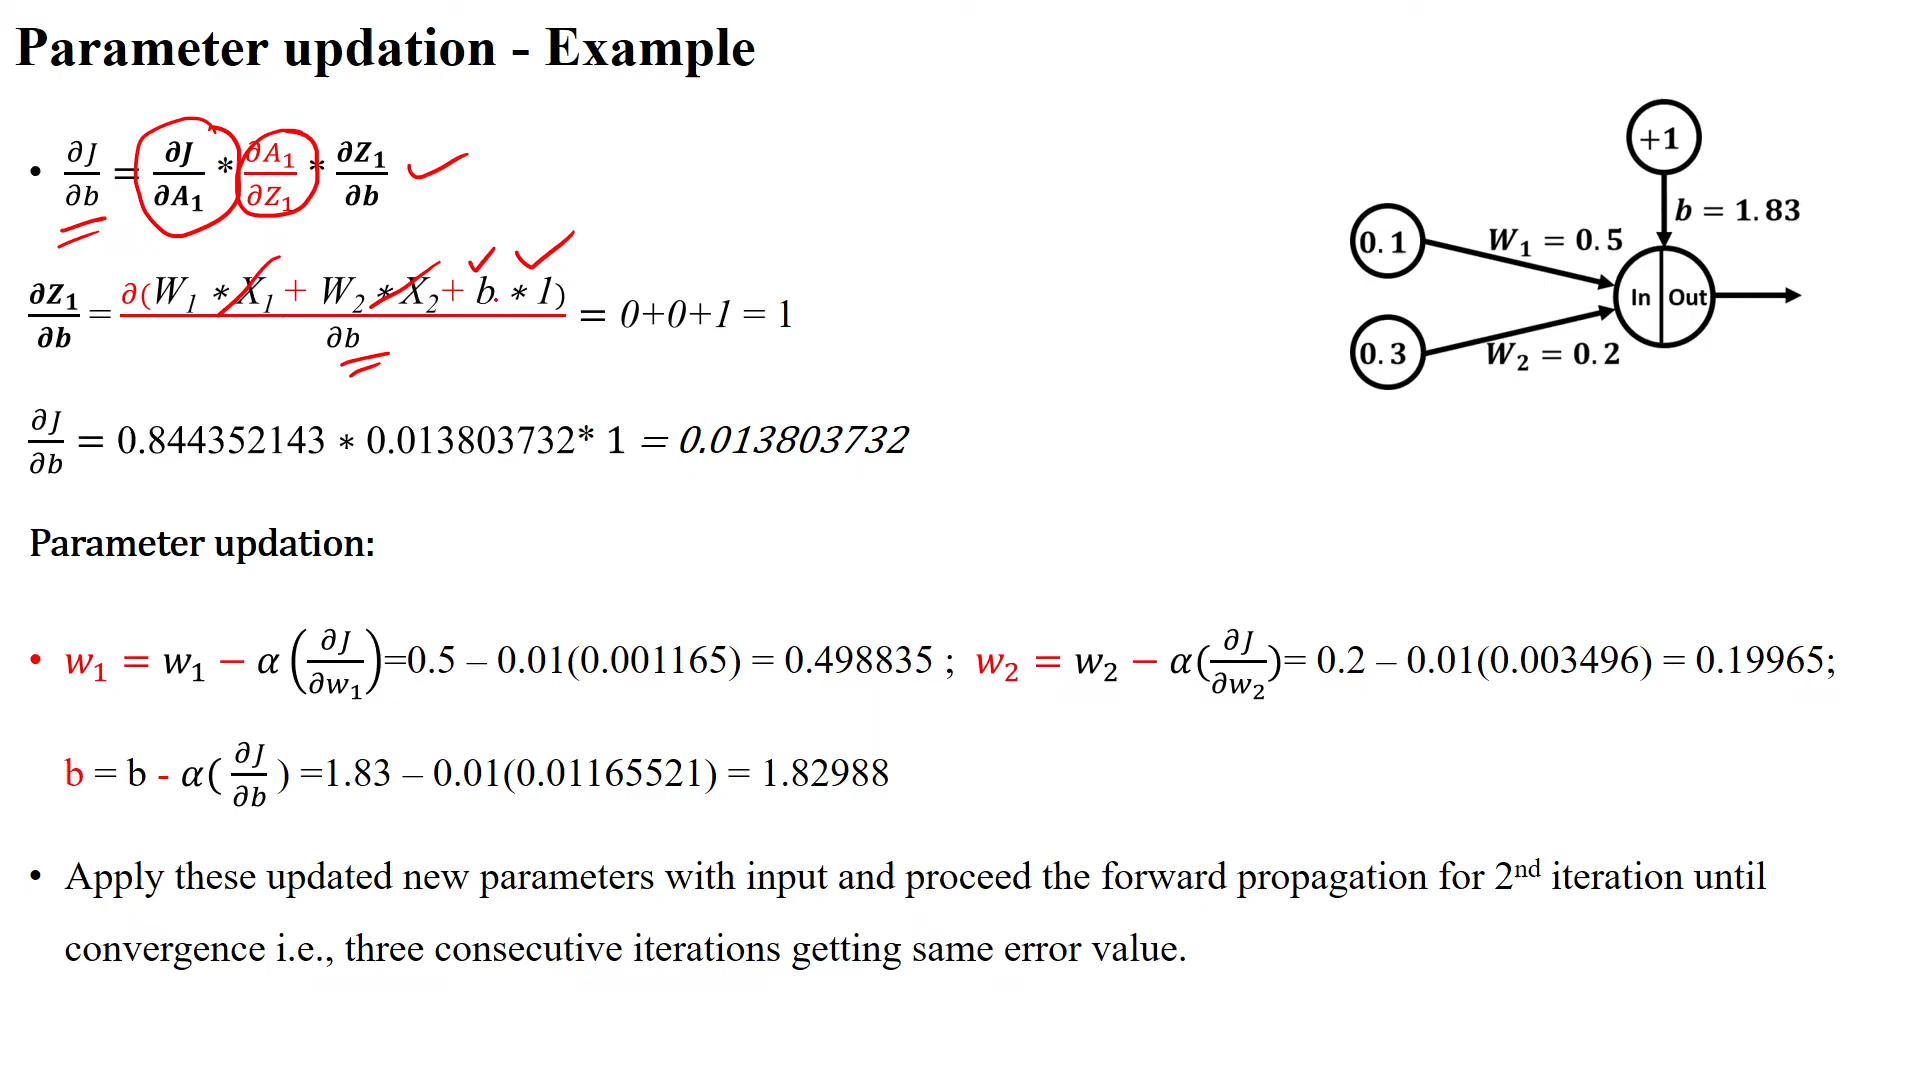 Parameter updation - Example
• ∂J/∂b = ∂J/∂A₁ * ∂A₁/∂Z₁ * ∂Z₁/∂b
∂Z₁/∂b = ∂(W₁ * X₁ + W₂ * X₂ + b. * 1)/∂b = 0+0+1 = 1
∂J/∂b = 0.844352143 * 0.013803732* 1 = 0.013803732
+1
b = 1.83
0.1
W₁ = 0.5
In Out
0.3
W₂ = 0.2
Parameter updation:
• w₁ = w₁ − α (∂J/∂w₁)=0.5 – 0.01(0.001165) = 0.498835 ; w₂ = w₂ − α(∂J/∂w₂)= 0.2 – 0.01(0.003496) = 0.19965;
b = b - α( ∂J/∂b ) =1.83 – 0.01(0.01165521) = 1.82988
• Apply these updated new parameters with input and proceed the forward propagation for 2nd iteration until
convergence i.e., three consecutive iterations getting same error value.